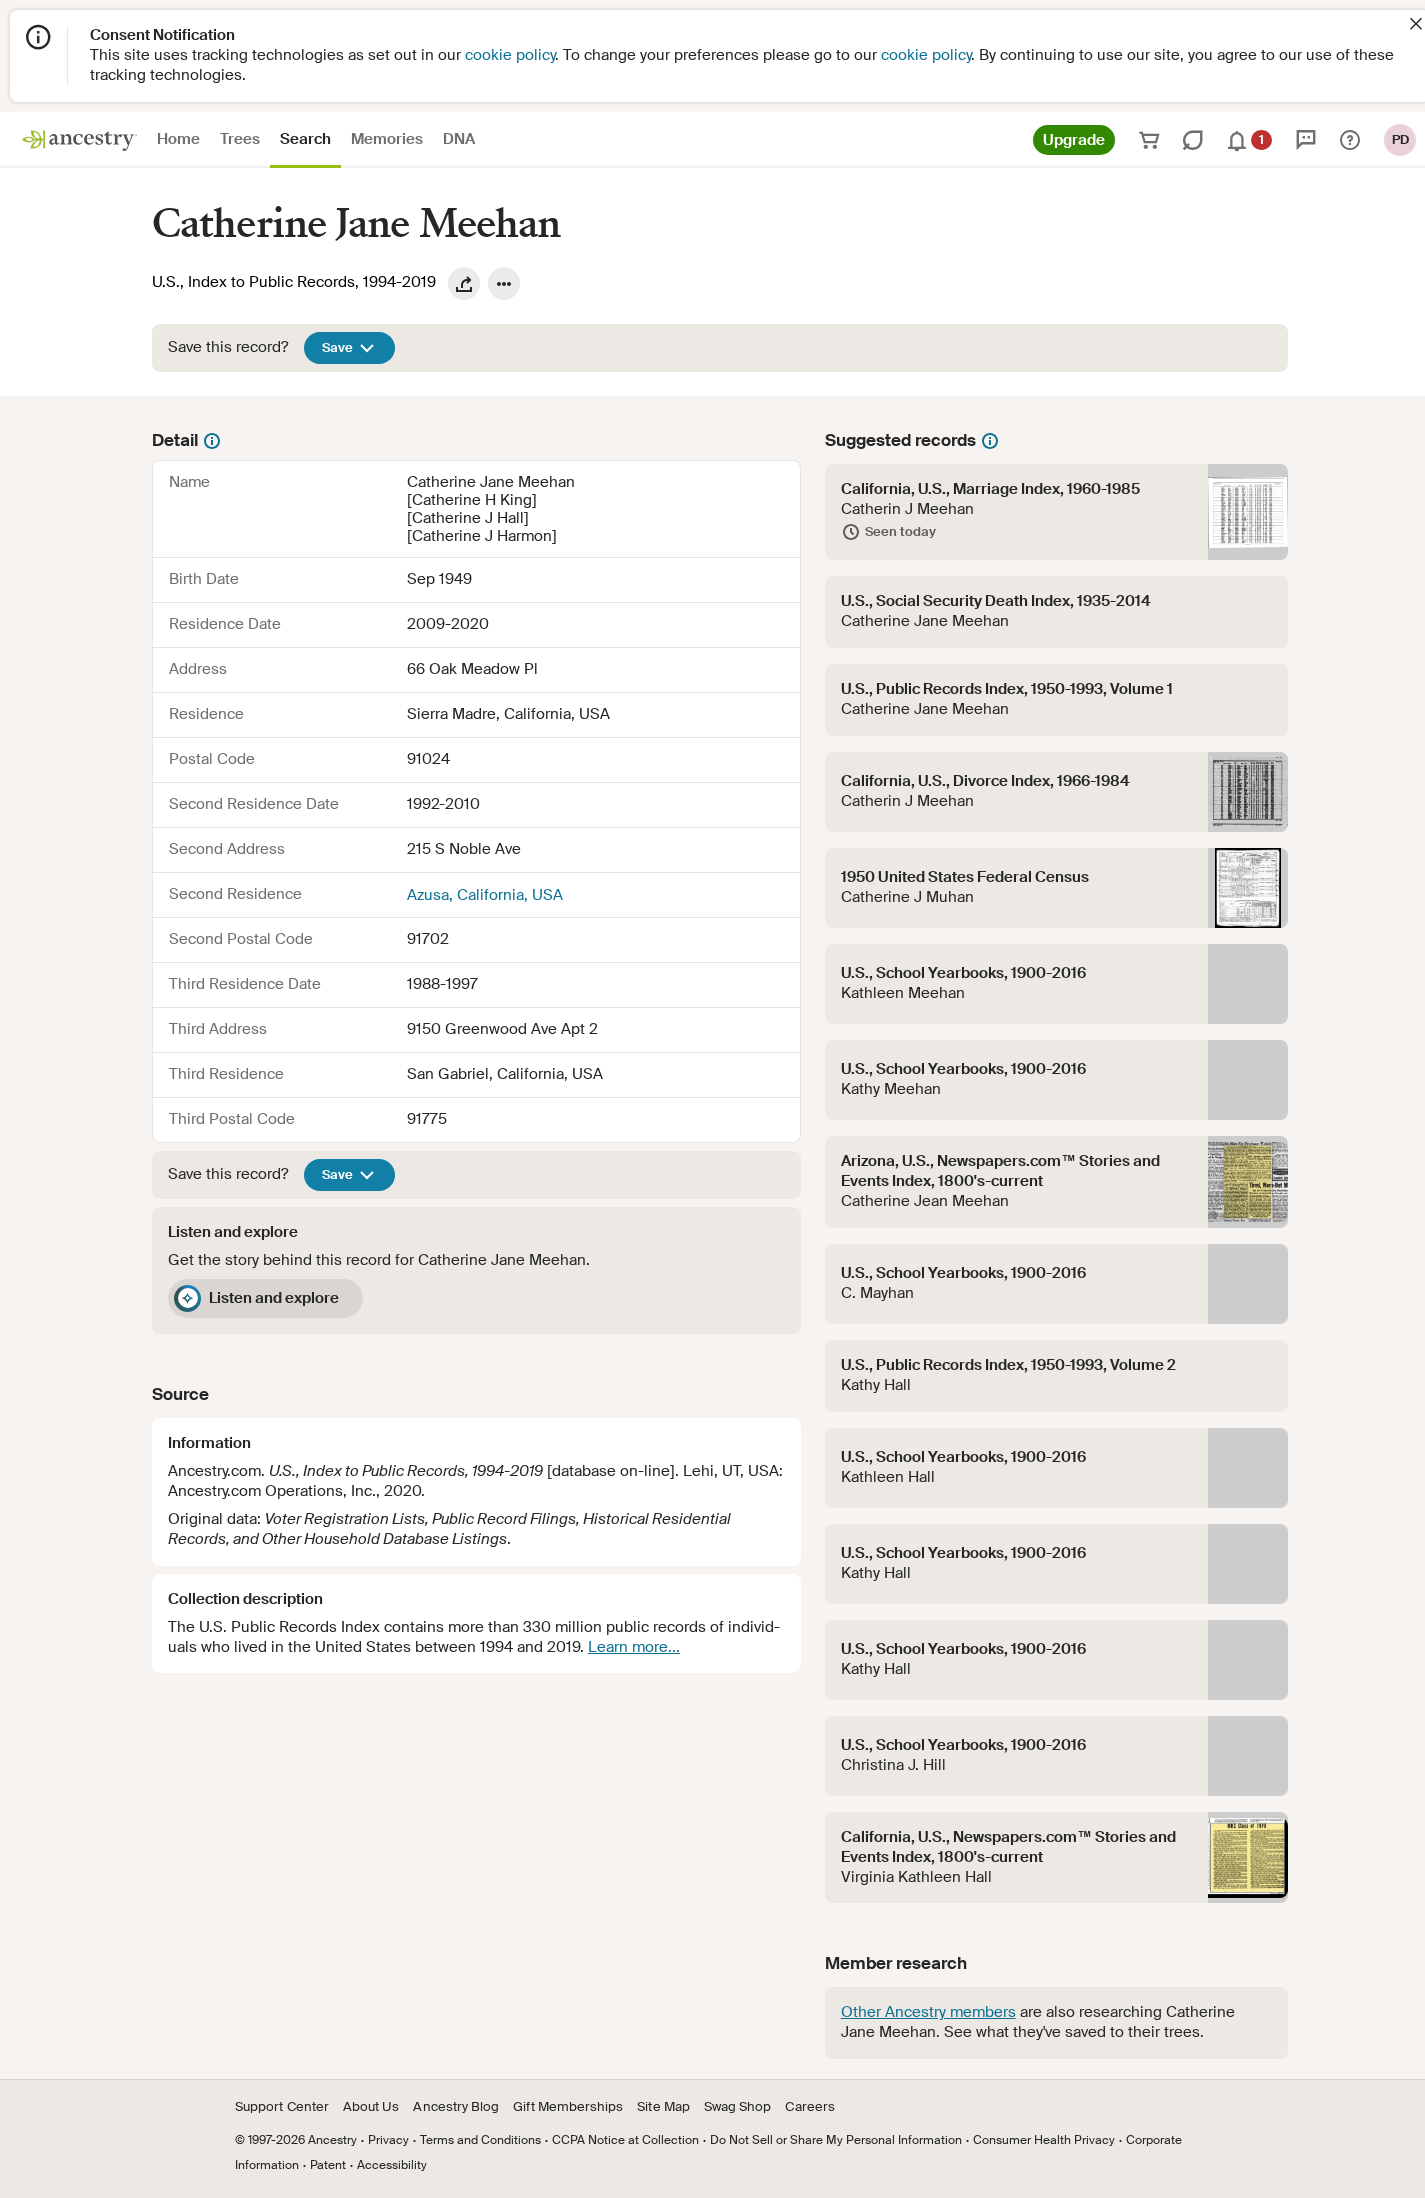 Consent Notification
This site uses tracking technologies as set out in our cookie policy. To change your preferences please go to our cookie policy. By continuing to use our site, you agree to our use of these
tracking technologies.
ancestry
Home Trees Search Memories DNA
Upgrade 1 PD
Catherine Jane Meehan
U.S., Index to Public Records, 1994-2019
Save this record? Save
Detail
Name Catherine Jane Meehan
[Catherine H King]
[Catherine J Hall]
[Catherine J Harmon]
Birth Date Sep 1949
Residence Date 2009-2020
Address 66 Oak Meadow Pl
Residence Sierra Madre, California, USA
Postal Code 91024
Second Residence Date 1992-2010
Second Address 215 S Noble Ave
Second Residence Azusa, California, USA
Second Postal Code 91702
Third Residence Date 1988-1997
Third Address 9150 Greenwood Ave Apt 2
Third Residence San Gabriel, California, USA
Third Postal Code 91775
Save this record? Save
Listen and explore
Get the story behind this record for Catherine Jane Meehan.
Listen and explore
Source
Information
Ancestry.com. U.S., Index to Public Records, 1994-2019 [database on-line]. Lehi, UT, USA:
Ancestry.com Operations, Inc., 2020.
Original data: Voter Registration Lists, Public Record Filings, Historical Residential
Records, and Other Household Database Listings.
Collection description
The U.S. Public Records Index contains more than 330 million public records of individ-
uals who lived in the United States between 1994 and 2019. Learn more...
Suggested records
California, U.S., Marriage Index, 1960-1985
Catherin J Meehan
Seen today
U.S., Social Security Death Index, 1935-2014
Catherine Jane Meehan
U.S., Public Records Index, 1950-1993, Volume 1
Catherine Jane Meehan
California, U.S., Divorce Index, 1966-1984
Catherin J Meehan
1950 United States Federal Census
Catherine J Muhan
U.S., School Yearbooks, 1900-2016
Kathleen Meehan
U.S., School Yearbooks, 1900-2016
Kathy Meehan
Arizona, U.S., Newspapers.com™ Stories and
Events Index, 1800's-current
Catherine Jean Meehan
U.S., School Yearbooks, 1900-2016
C. Mayhan
U.S., Public Records Index, 1950-1993, Volume 2
Kathy Hall
U.S., School Yearbooks, 1900-2016
Kathleen Hall
U.S., School Yearbooks, 1900-2016
Kathy Hall
U.S., School Yearbooks, 1900-2016
Kathy Hall
U.S., School Yearbooks, 1900-2016
Christina J. Hill
California, U.S., Newspapers.com™ Stories and
Events Index, 1800's-current
Virginia Kathleen Hall
Member research
Other Ancestry members are also researching Catherine
Jane Meehan. See what they've saved to their trees.
Support Center About Us Ancestry Blog Gift Memberships Site Map Swag Shop Careers
© 1997-2026 Ancestry • Privacy • Terms and Conditions • CCPA Notice at Collection • Do Not Sell or Share My Personal Information • Consumer Health Privacy • Corporate
Information • Patent • Accessibility